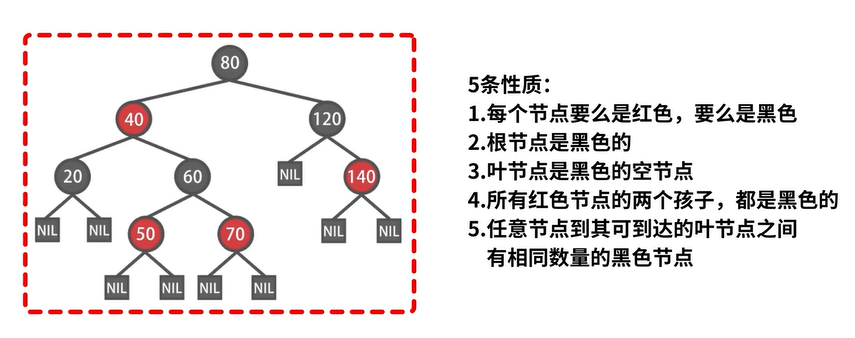 80
40
120
20
60
NIL
140
NIL
NIL
50
70
NIL
NIL
NIL
NIL
NIL
NIL
5条性质：
1.每个节点要么是红色，要么是黑色
2.根节点是黑色的
3.叶节点是黑色的空节点
4.所有红色节点的两个孩子，都是黑色的
5.任意节点到其可到达的叶节点之间
有相同数量的黑色节点